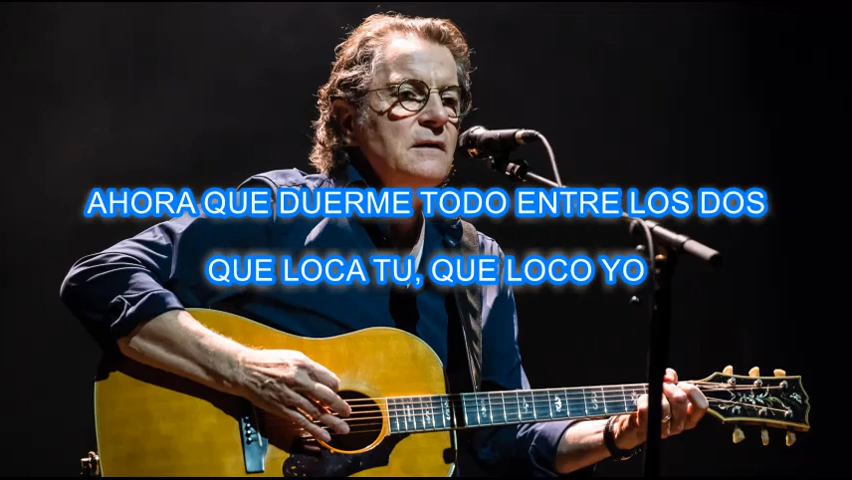 AHORA QUE DUERME TODO ENTRE LOS DOS
QUE LOCA TU, QUE LOCO YO